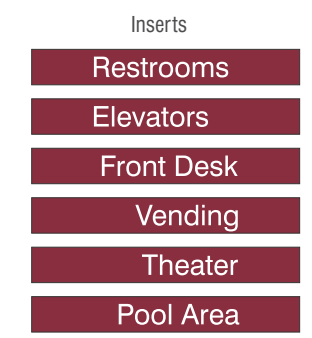 Inserts
Restrooms
Elevators
Front Desk
Vending
Theater
Pool Area